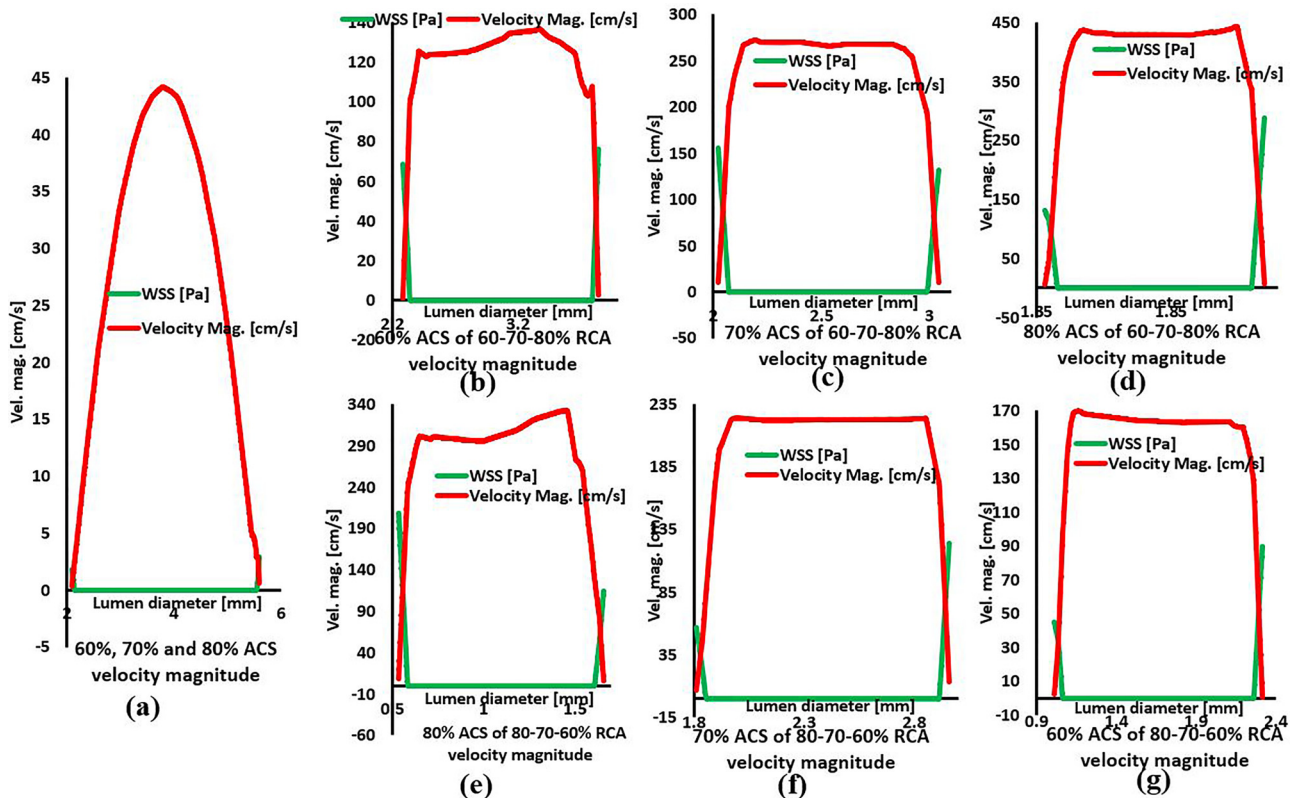 Vel. mag. [cm/s]
45
40
35
30
25
20
15
10
5
0
-5
WSS [Pa]
Velocity Mag. [cm/s]
Lumen diameter [mm]
2
4
6
60%, 70% and 80% ACS
velocity magnitude
(a)
WSS [Pa] Velocity Mag. [cm/s]
Vel. mag. [cm/s]
140
120
100
80
60
40
20
0
-20
Lumen diameter [mm]
2.2
3.2
60% ACS of 60-70-80% RCA
velocity magnitude
(b)
Vel. mag. [cm/s]
300
250
200
150
100
50
0
-50
WSS [Pa]
Velocity Mag. [cm/s]
Lumen diameter [mm]
2
2.5
3
70% ACS of 60-70-80% RCA
velocity magnitude
(c)
Vel. mag. [cm/s]
450
350
250
150
50
-50
WSS [Pa]
Velocity Mag. [cm/s]
Lumen diameter [mm]
1.85
1.85
80% ACS of 60-70-80% RCA
velocity magnitude
(d)
Vel. mag. [cm/s]
340
290
240
190
140
90
40
-10
-60
WSS [Pa]
Velocity Mag. [cm/s]
Lumen diameter [mm]
0.5
1
1.5
80% ACS of 80-70-60% RCA
velocity magnitude
(e)
Vel. mag. [cm/s]
235
185
135
85
35
-15
WSS [Pa]
Velocity Mag. [cm/s]
Lumen diameter [mm]
1.8
2.3
2.8
70% ACS of 80-70-60% RCA
velocity magnitude
(f)
Vel. mag. [cm/s]
170
150
130
110
90
70
50
30
10
-10
WSS [Pa]
Velocity Mag. [cm/s]
Lumen diameter [mm]
0.9
1.4
1.9
2.4
60% ACS of 80-70-60% RCA
velocity magnitude
(g)